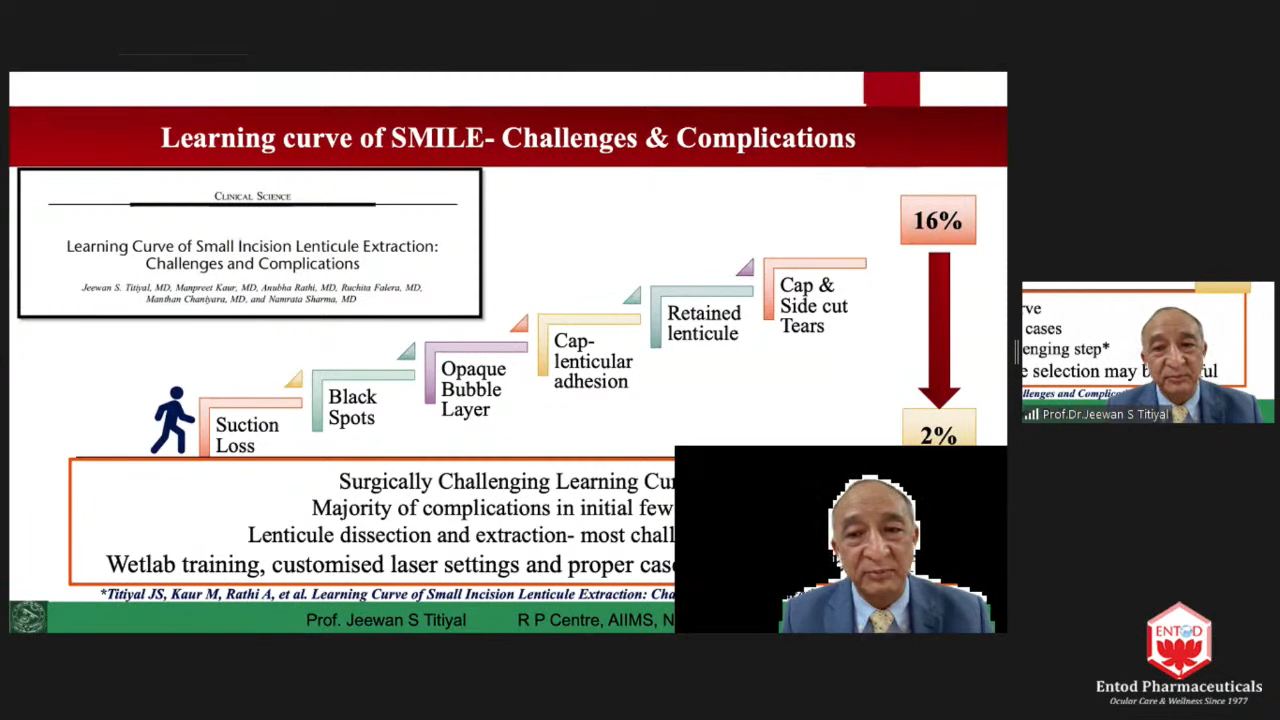 Learning curve of SMILE- Challenges & Complications
CLINICAL SCIENCE
Learning Curve of Small Incision Lenticule Extraction:
Challenges and Complications
Jeewan S. Titiyal, MD, Manpreet Kaur, MD, Anubha Rathi, MD, Ruchita Falera, MD,
Manthan Chaniyara, MD, and Namrata Sharma, MD
16%
2%
Suction
Loss
Black
Spots
Opaque
Bubble
Layer
Cap-
lenticular
adhesion
Retained
lenticule
Cap &
Side cut
Tears
Surgically Challenging Learning Cur
Majority of complications in initial few
Lenticule dissection and extraction- most chall
Wetlab training, customised laser settings and proper case
*Titiyal JS, Kaur M, Rathi A, et al. Learning Curve of Small Incision Lenticule Extraction: Cha
Prof. Jeewan S Titiyal R P Centre, AIIMS, N
rve
cases
enging step*
e selection may b ul
llenges and Complic
Prof.Dr.Jeewan S Titiyal
ENTOD
Entod Pharmaceuticals
Ocular Care & Wellness Since 1977